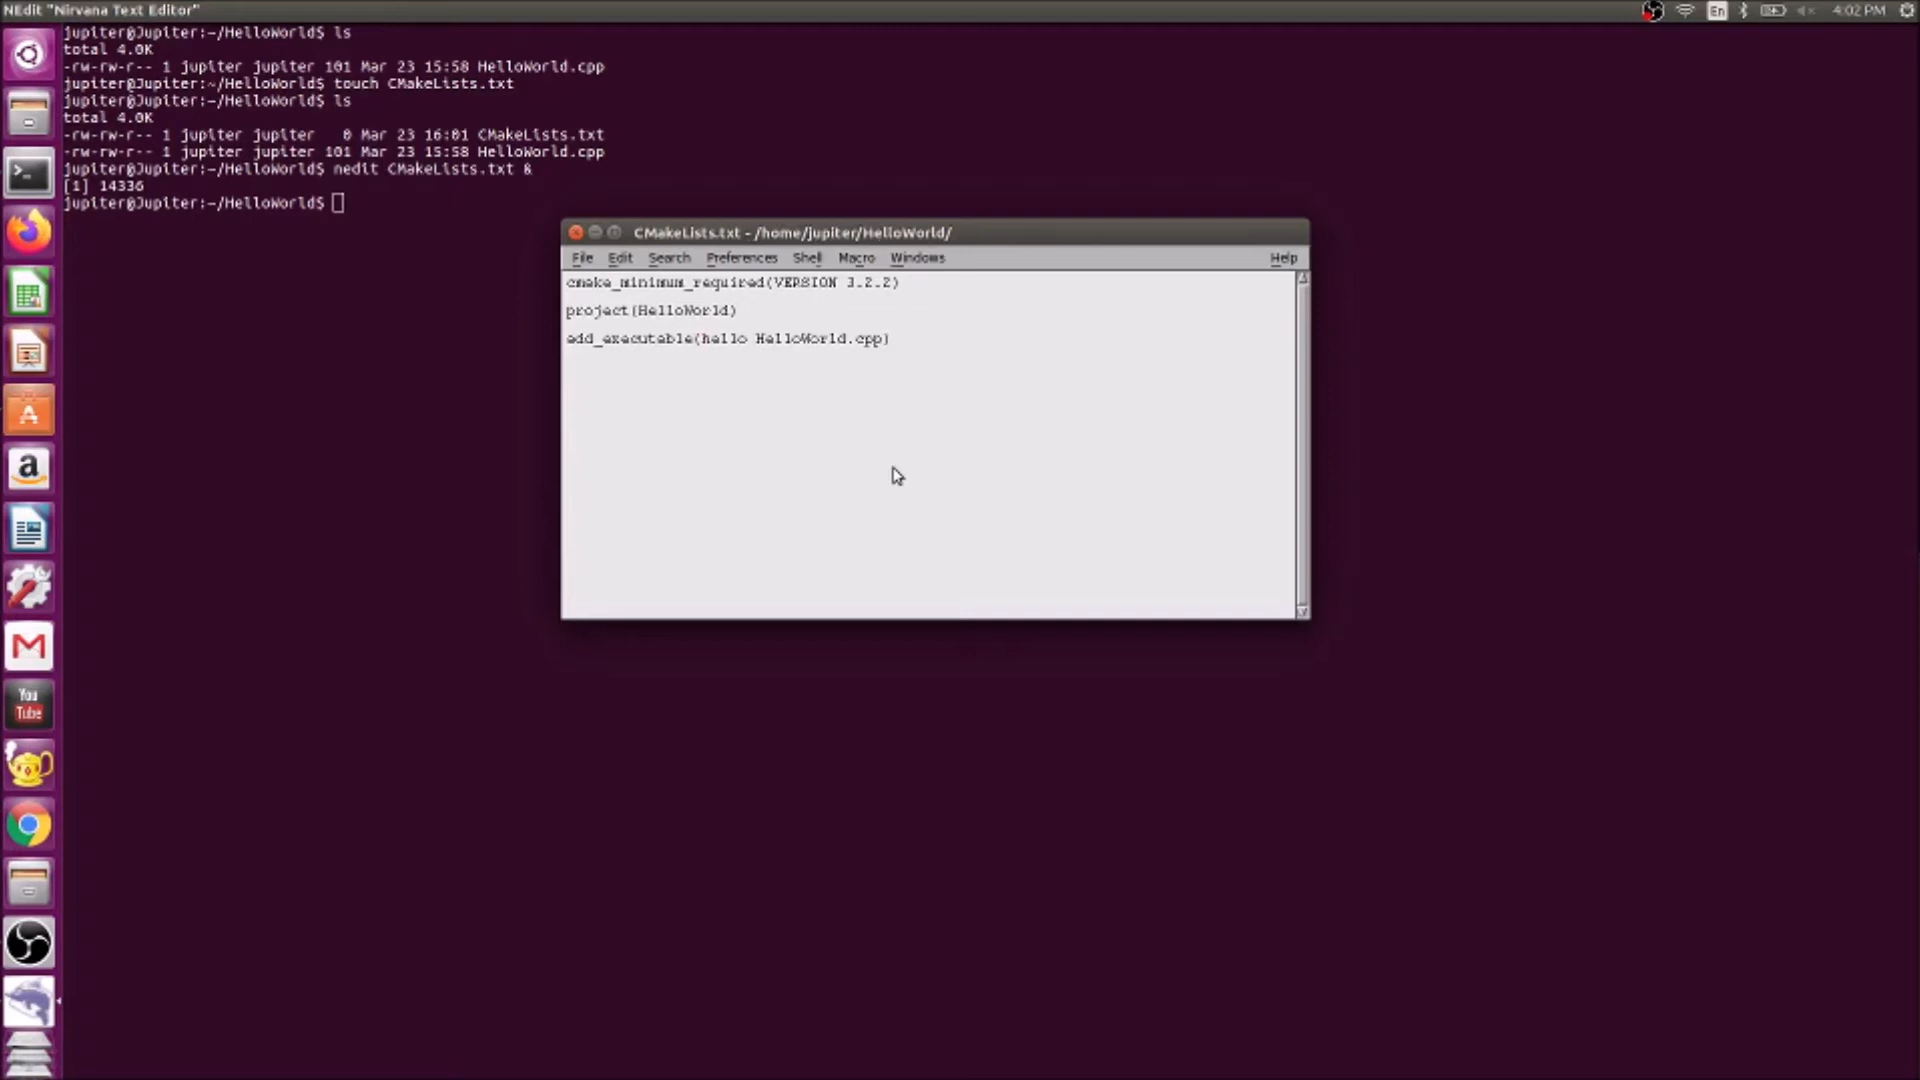 NEdit "Nirvana Text Editor"
En
4:02 PM
jupiter@Jupiter:~/HelloWorld$ ls
total 4.0K
-rw-rw-r-- 1 jupiter jupiter 101 Mar 23 15:58 HelloWorld.cpp
jupiter@Jupiter:~/HelloWorld$ touch CMakeLists.txt
jupiter@Jupiter:~/HelloWorld$ ls
total 4.0K
-rw-rw-r-- 1 jupiter jupiter   0 Mar 23 16:01 CMakeLists.txt
-rw-rw-r-- 1 jupiter jupiter 101 Mar 23 15:58 HelloWorld.cpp
jupiter@Jupiter:~/HelloWorld$ nedit CMakeLists.txt &
[1] 14336
jupiter@Jupiter:~/HelloWorld$
CMakeLists.txt - /home/jupiter/HelloWorld/
File Edit Search Preferences Shell Macro Windows Help
cmake_minimum_required(VERSION 3.2.2)
project(HelloWorld)
add_executable(hello HelloWorld.cpp)
You
Tube